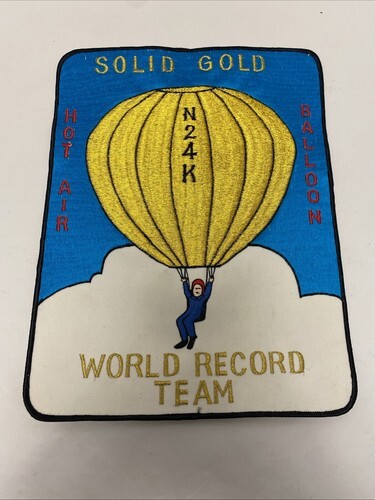 SOLID GOLD
HOT AIR
BALLOON
N24K
WORLD RECORD
TEAM